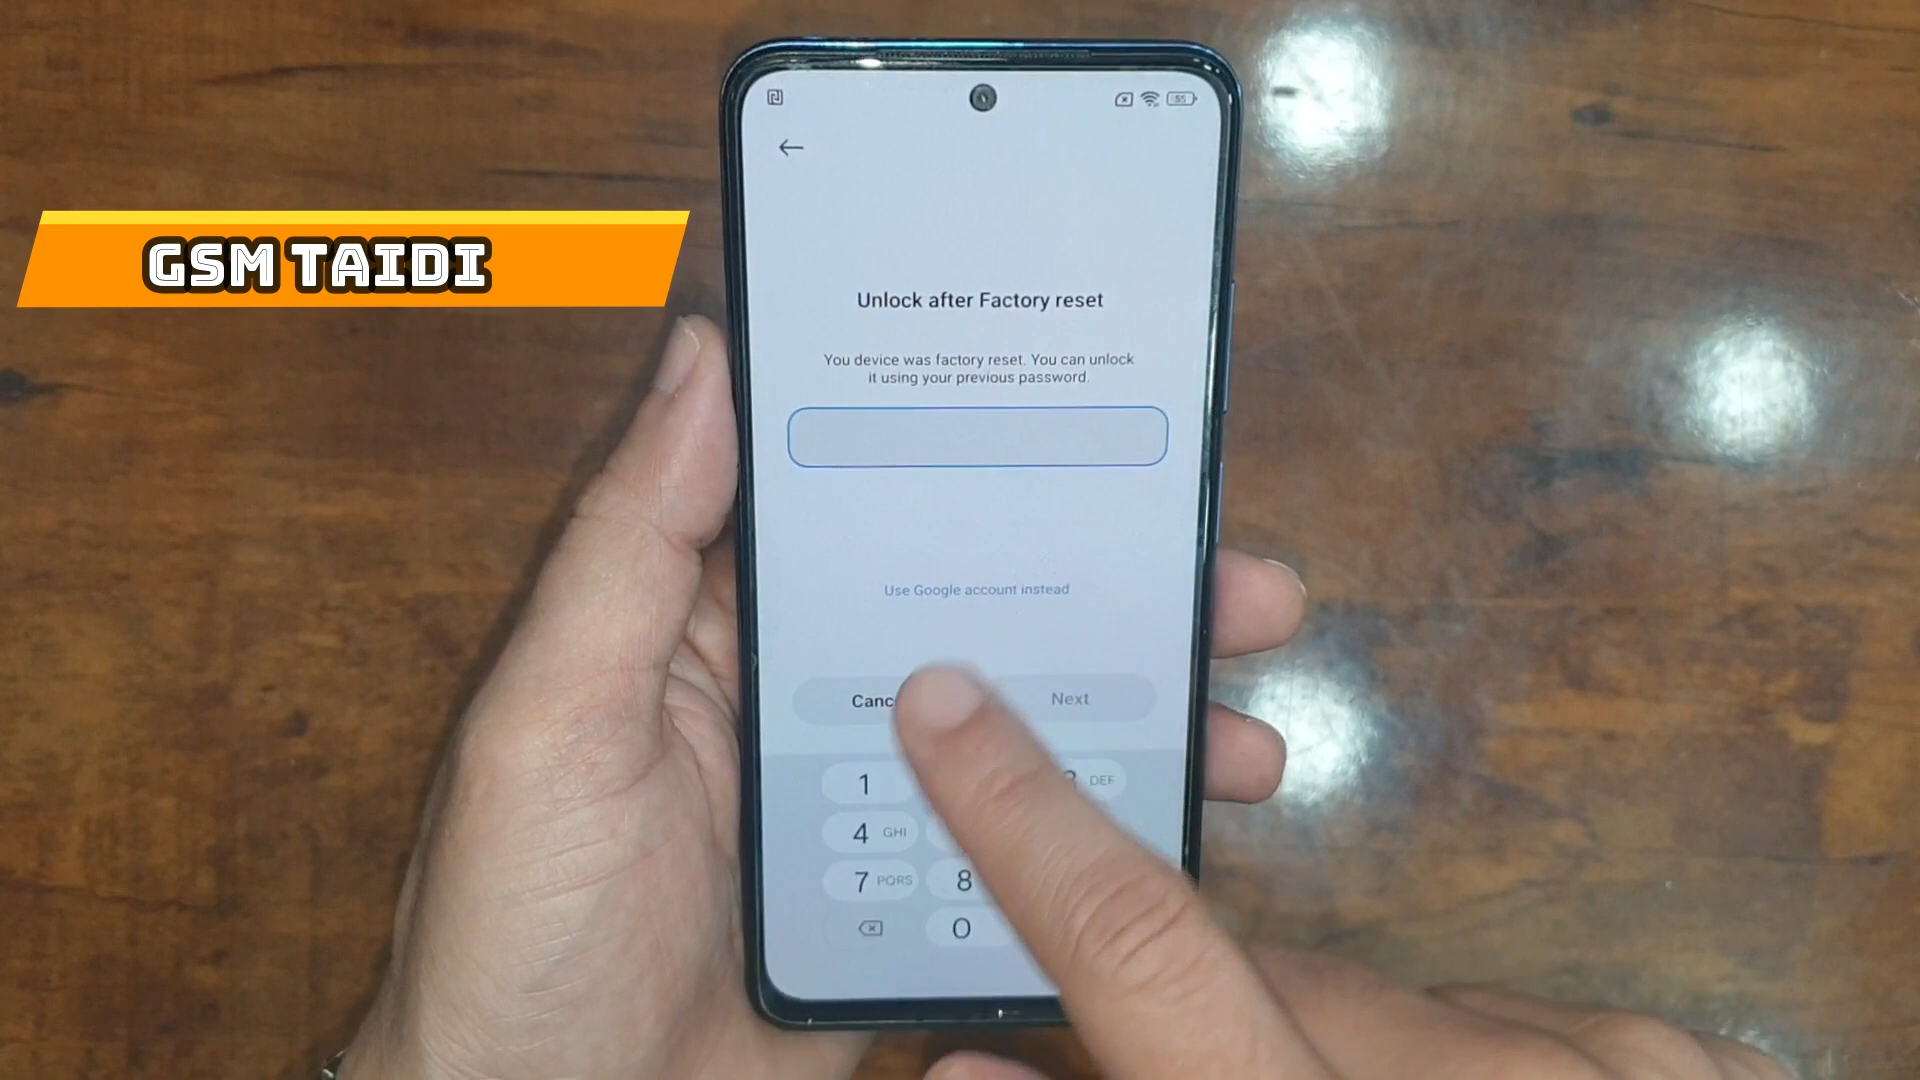 55
GSM TAIDI
Unlock after Factory reset
You device was factory reset. You can unlock
it using your previous password.
Use Google account instead
Next
1
DEF
4 GHI
7 PQRS 8
0